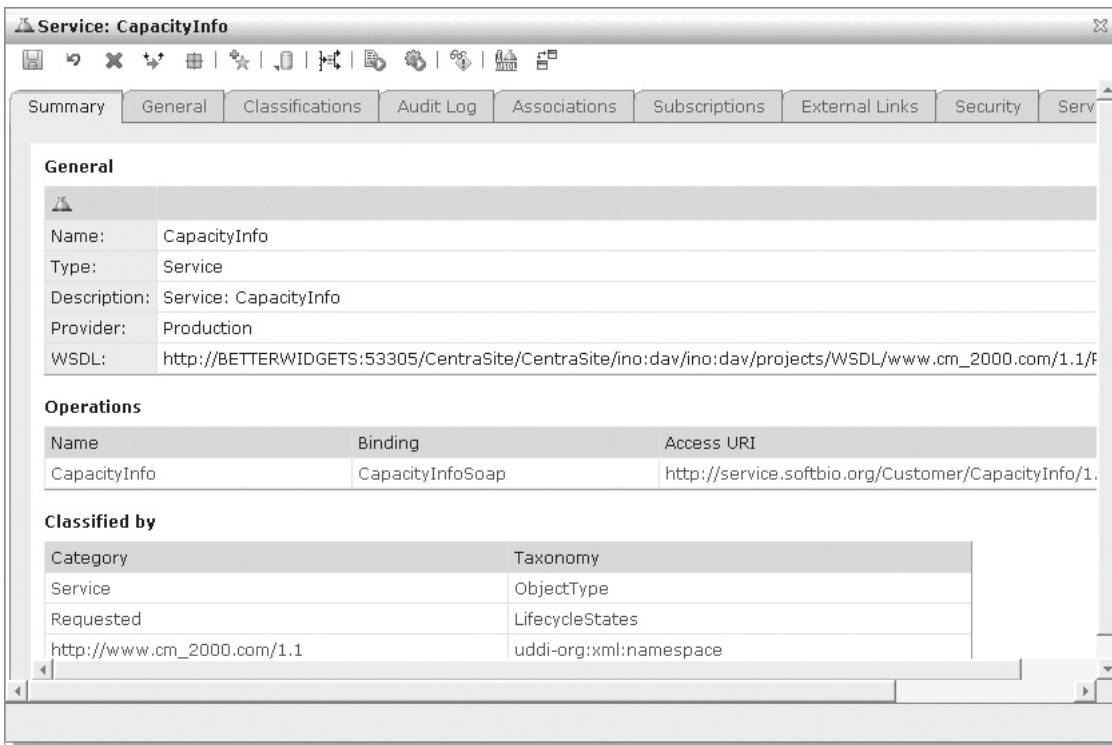 Service: CapacityInfo
Summary General Classifications Audit Log Associations Subscriptions External Links Security Serv
General
Name: CapacityInfo
Type: Service
Description: Service: CapacityInfo
Provider: Production
WSDL: http://BETTERWIDGETS:53305/CentraSite/CentraSite/ino:dav/ino:dav/projects/WSDL/www.cm_2000.com/1.1/
Operations
Name Binding Access URI
CapacityInfo CapacityInfoSoap http://service.softbio.org/Customer/CapacityInfo/1.
Classified by
Category Taxonomy
Service ObjectType
Requested LifecycleStates
http://www.cm_2000.com/1.1 uddi-org:xml:namespace